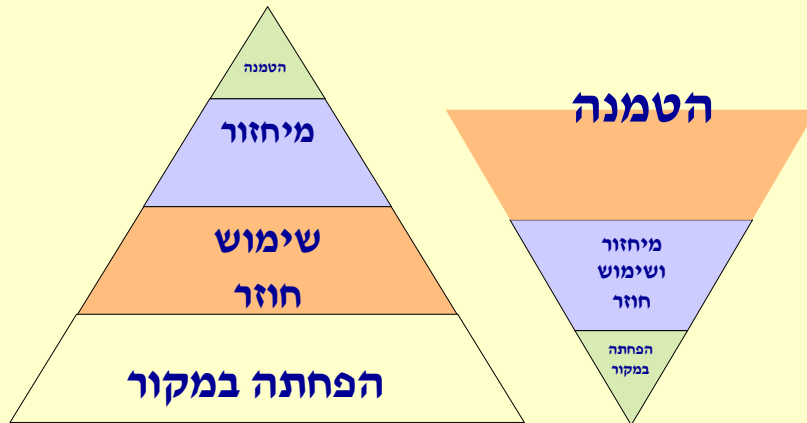 הטמנה
מיחזור
שימוש
חוזר
הפחתה במקור
הטמנה
מיחזור
ושימוש
חוזר
הפחתה
במקור